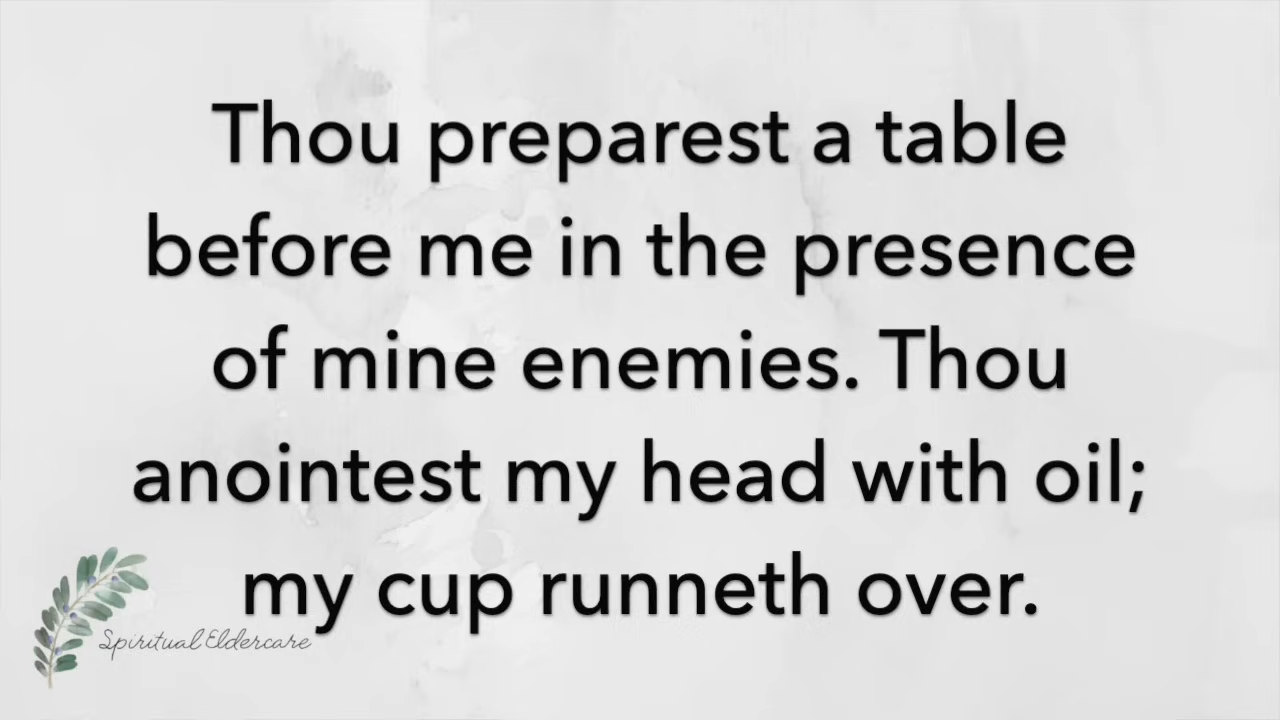 Thou preparest a table
before me in the presence
of mine enemies. Thou
anointest my head with oil;
my cup runneth over.
Spiritual Eldercare